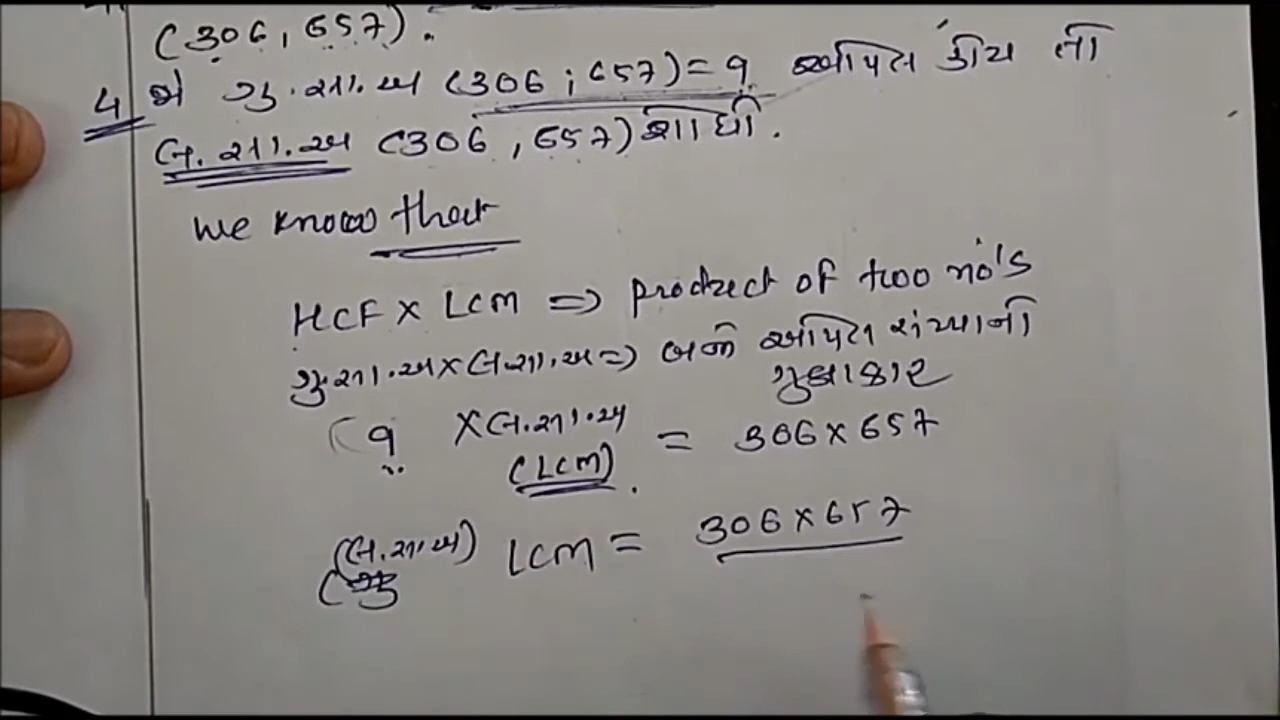 (306, 657).
4 જો ગુ.સા.અ (306, 657) = 9 આપેલ હોય તો
લ.સા.અ (306, 657) શોધો.
We know that
HCF × LCM => product of two no's
ગુ.સા.અ × લ.સા.અ => બંને આપેલ સંખ્યાનો
ગુણાકાર
(9 × લ.સા.અ = 306 × 657
(LCM).
(લ.સા.અ) LCM = 306 × 657
(